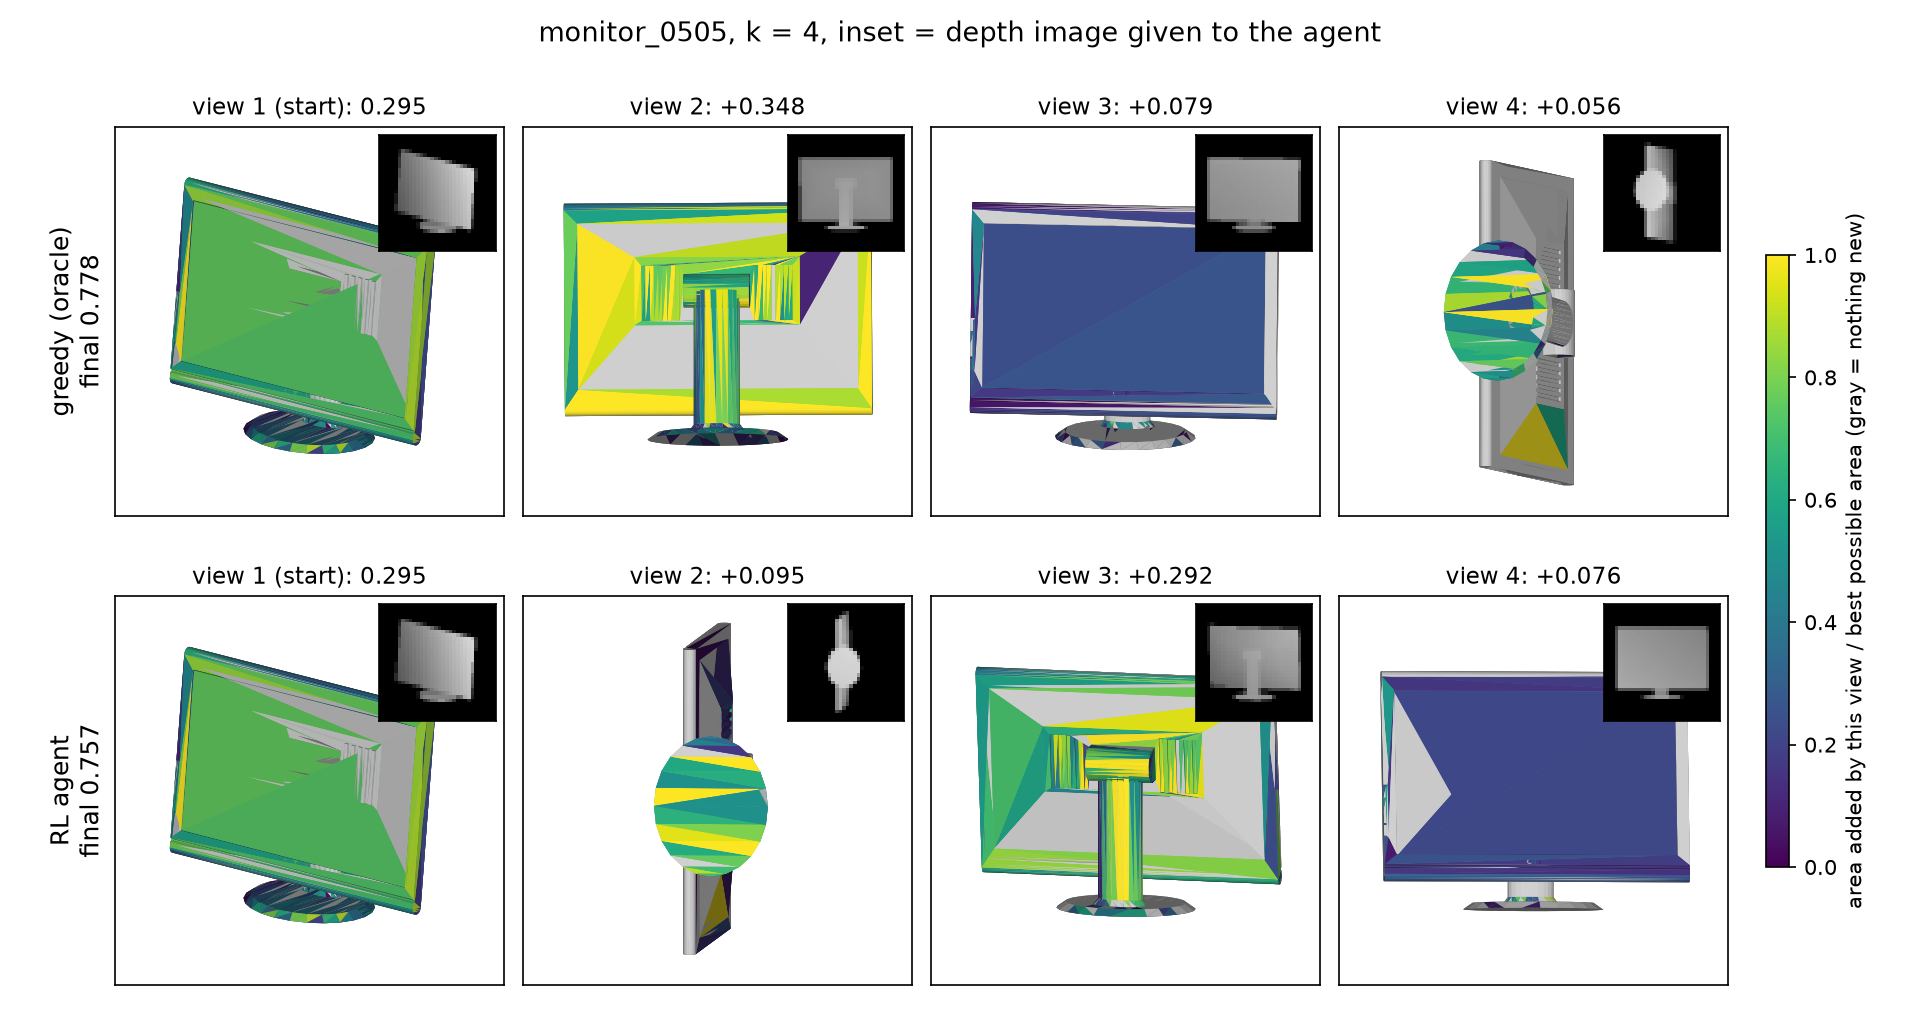 monitor_0505, k = 4, inset = depth image given to the agent
view 1 (start): 0.295
view 2: +0.348
view 3: +0.079
view 4: +0.056
greedy (oracle)
final 0.778
view 1 (start): 0.295
view 2: +0.095
view 3: +0.292
view 4: +0.076
RL agent
final 0.757
1.0
0.8
0.6
0.4
0.2
0.0
area added by this view / best possible area (gray = nothing new)